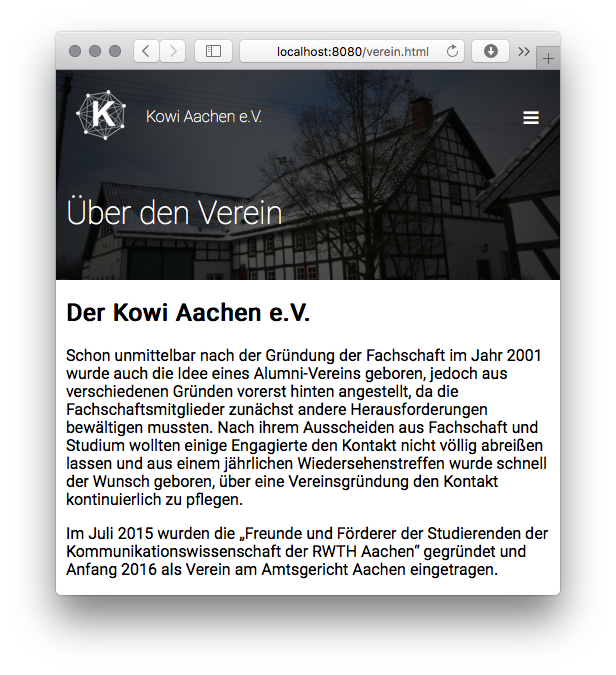 localhost:8080/verein.html
K
Kowi Aachen e.V.
Über den Verein
Der Kowi Aachen e.V.
Schon unmittelbar nach der Gründung der Fachschaft im Jahr 2001
wurde auch die Idee eines Alumni-Vereins geboren, jedoch aus
verschiedenen Gründen vorerst hinten angestellt, da die
Fachschaftsmitglieder zunächst andere Herausforderungen
bewältigen mussten. Nach ihrem Ausscheiden aus Fachschaft und
Studium wollten einige Engagierte den Kontakt nicht völlig abreißen
lassen und aus einem jährlichen Wiedersehenstreffen wurde schnell
der Wunsch geboren, über eine Vereinsgründung den Kontakt
kontinuierlich zu pflegen.
Im Juli 2015 wurden die „Freunde und Förderer der Studierenden der
Kommunikationswissenschaft der RWTH Aachen“ gegründet und
Anfang 2016 als Verein am Amtsgericht Aachen eingetragen.